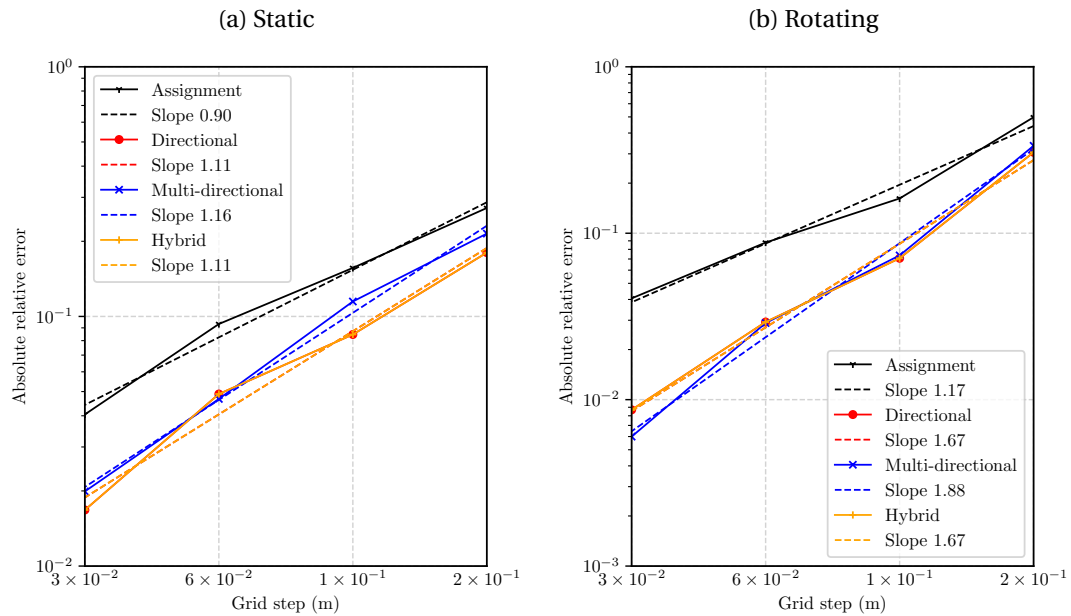 (a) Static
10⁰
10⁻¹
10⁻²
Absolute relative error
Assignment
Slope 0.90
Directional
Slope 1.11
Multi-directional
Slope 1.16
Hybrid
Slope 1.11
3 × 10⁻²
6 × 10⁻²
1 × 10⁻¹
2 × 10⁻¹
Grid step (m)
(b) Rotating
10⁰
10⁻¹
10⁻²
10⁻³
Absolute relative error
Assignment
Slope 1.17
Directional
Slope 1.67
Multi-directional
Slope 1.88
Hybrid
Slope 1.67
3 × 10⁻²
6 × 10⁻²
1 × 10⁻¹
2 × 10⁻¹
Grid step (m)